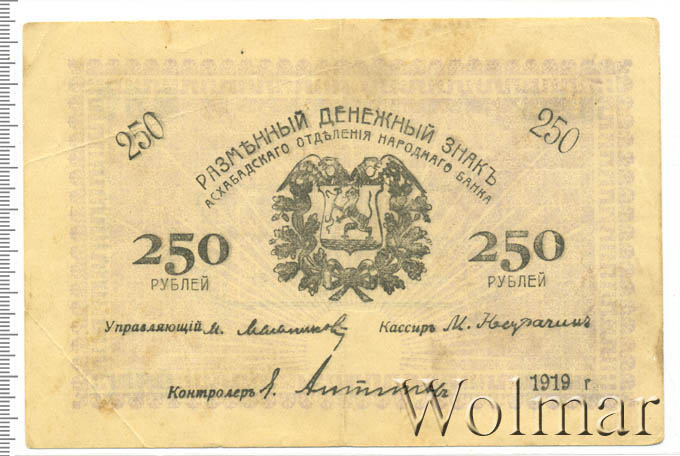 250 250
РАЗМѢННЫЙ ДЕНЕЖНЫЙ ЗНАКЪ
АСХАБАДСКАГО ОТДѢЛЕНІЯ НАРОДНАГО БАНКА
250 250
РУБЛЕЙ РУБЛЕЙ
Управляющій М. Кассиръ М.
Контролеръ
1919 г.
Wolmar